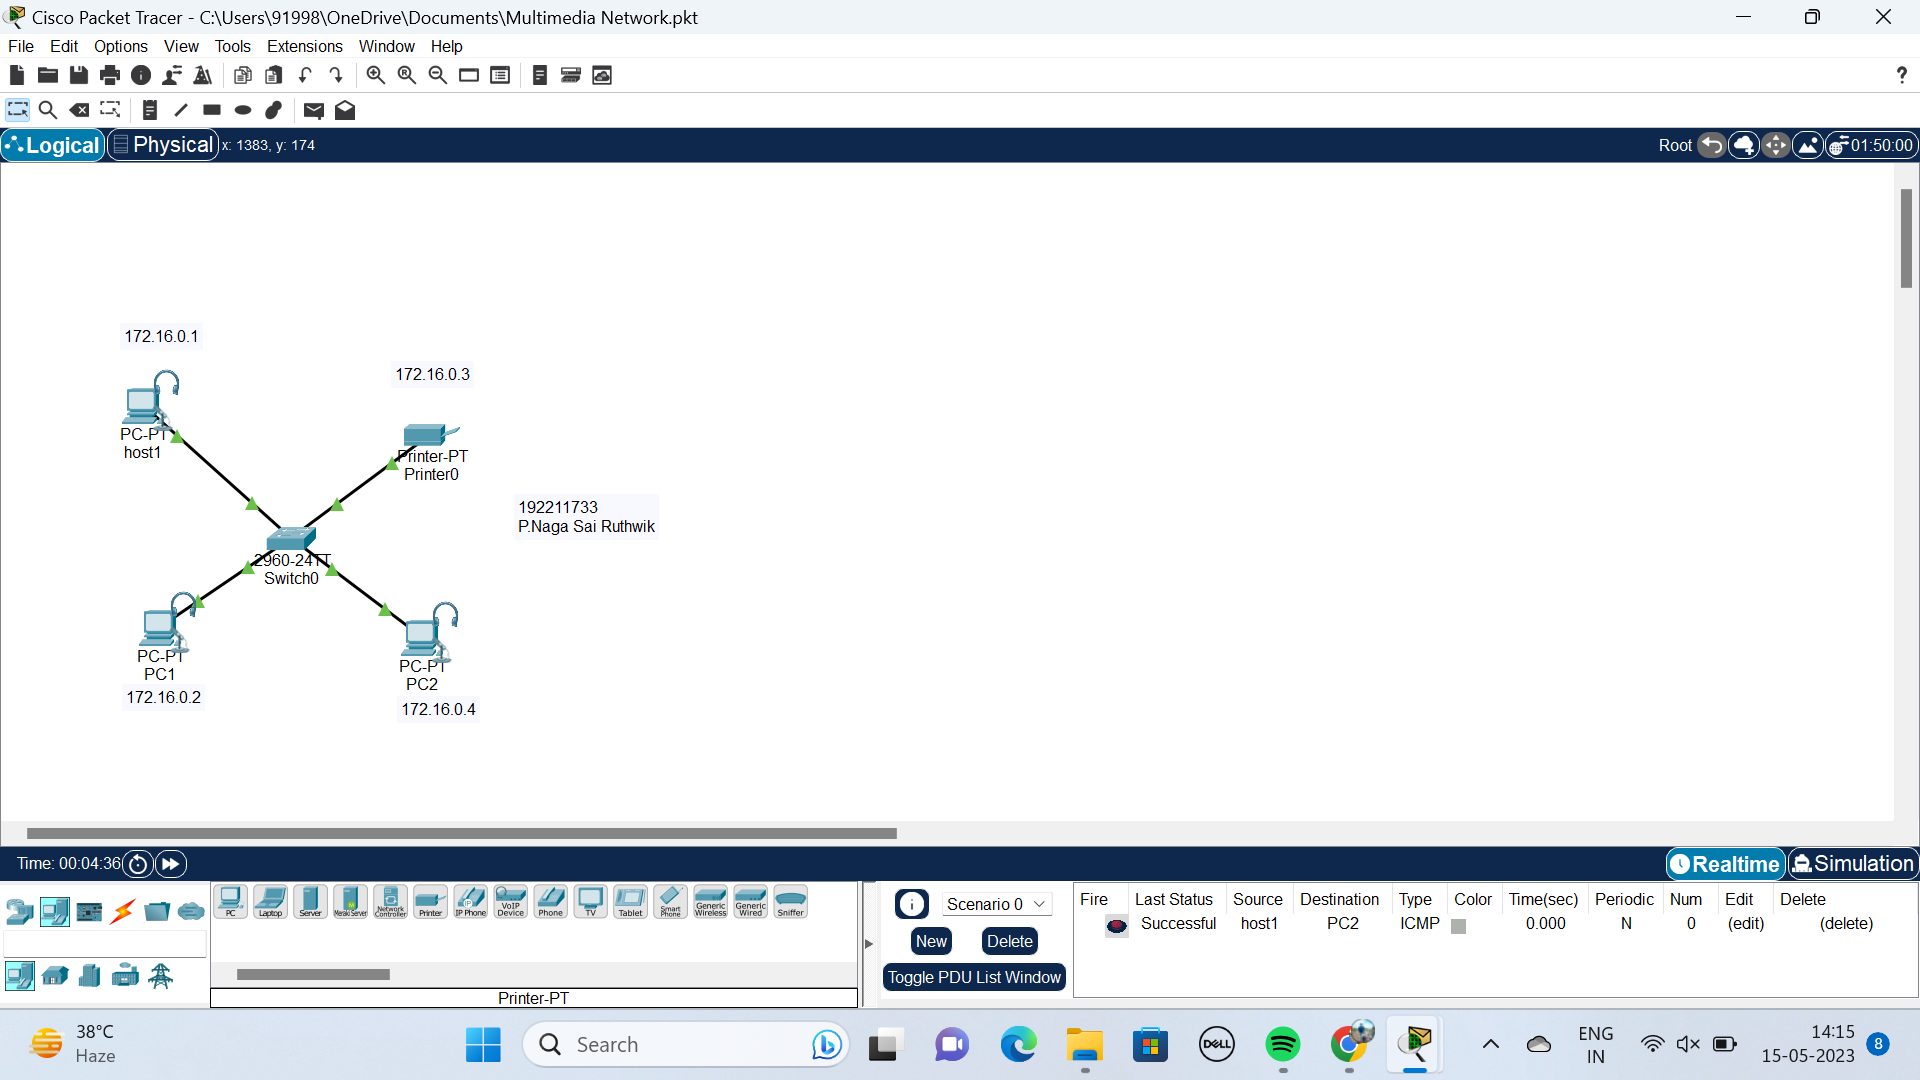 Cisco Packet Tracer - C:\Users\91998\OneDrive\Documents\Multimedia Network.pkt
File Edit Options View Tools Extensions Window Help
?
Logical Physical x: 1383, y: 174 Root 01:50:00
172.16.0.1
172.16.0.3
PC-PT
host1
Printer-PT
Printer0
192211733
P.Naga Sai Ruthwik
2960-24TT
Switch0
PC-PT
PC1
172.16.0.2
PC-PT
PC2
172.16.0.4
Time: 00:04:36 Realtime Simulation
PC Laptop Server Meraki Server Network Controller Printer IP Phone VoIP Device Phone TV Tablet Smart Phone Generic Wireless Generic Wired Sniffer
Printer-PT
Scenario 0
New Delete
Toggle PDU List Window
Fire Last Status Source Destination Type Color Time(sec) Periodic Num Edit Delete
Successful host1 PC2 ICMP 0.000 N 0 (edit) (delete)
38°C
Haze
Search
DELL
ENG
IN
14:15
15-05-2023
8